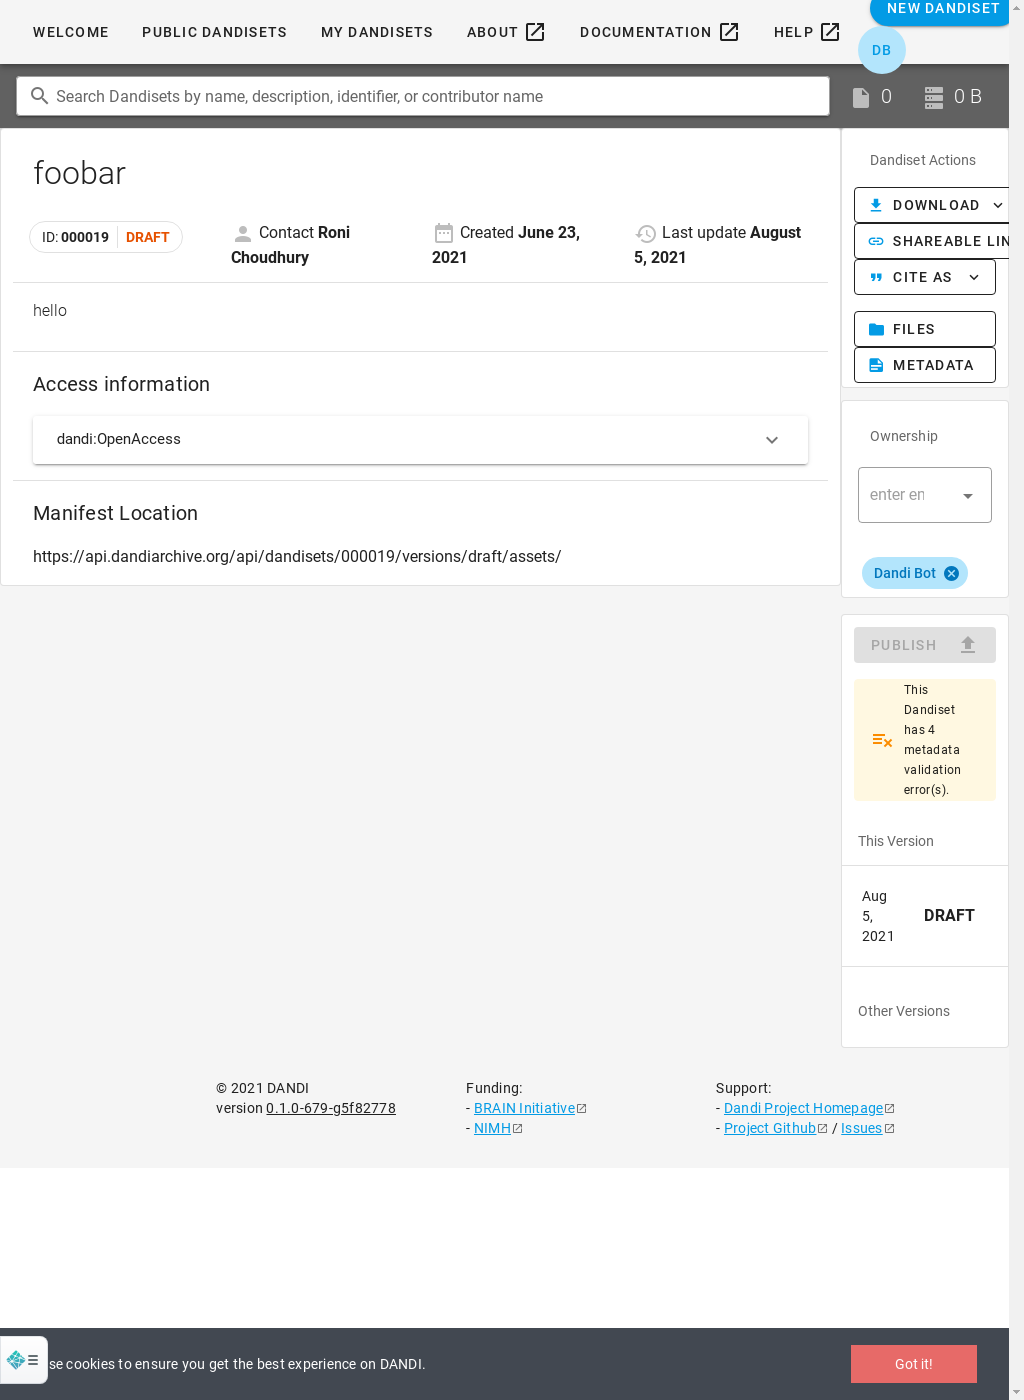 WELCOME PUBLIC DANDISETS MY DANDISETS ABOUT DOCUMENTATION HELP NEW DANDISET
DB
Search Dandisets by name, description, identifier, or contributor name 0 0 B
foobar
ID: 000019 DRAFT
Contact Roni
Choudhury
Created June 23,
2021
Last update August
5, 2021
hello
Access information
dandi:OpenAccess
Manifest Location
https://api.dandiarchive.org/api/dandisets/000019/versions/draft/assets/
Dandiset Actions
DOWNLOAD
SHAREABLE LIN
CITE AS
FILES
METADATA
Ownership
enter en
Dandi Bot
PUBLISH
This
Dandiset
has 4
metadata
validation
error(s).
This Version
Aug
5,
2021
DRAFT
Other Versions
© 2021 DANDI
version 0.1.0-679-g5f82778
Funding:
- BRAIN Initiative
- NIMH
Support:
- Dandi Project Homepage
- Project Github / Issues
se cookies to ensure you get the best experience on DANDI.
Got it!